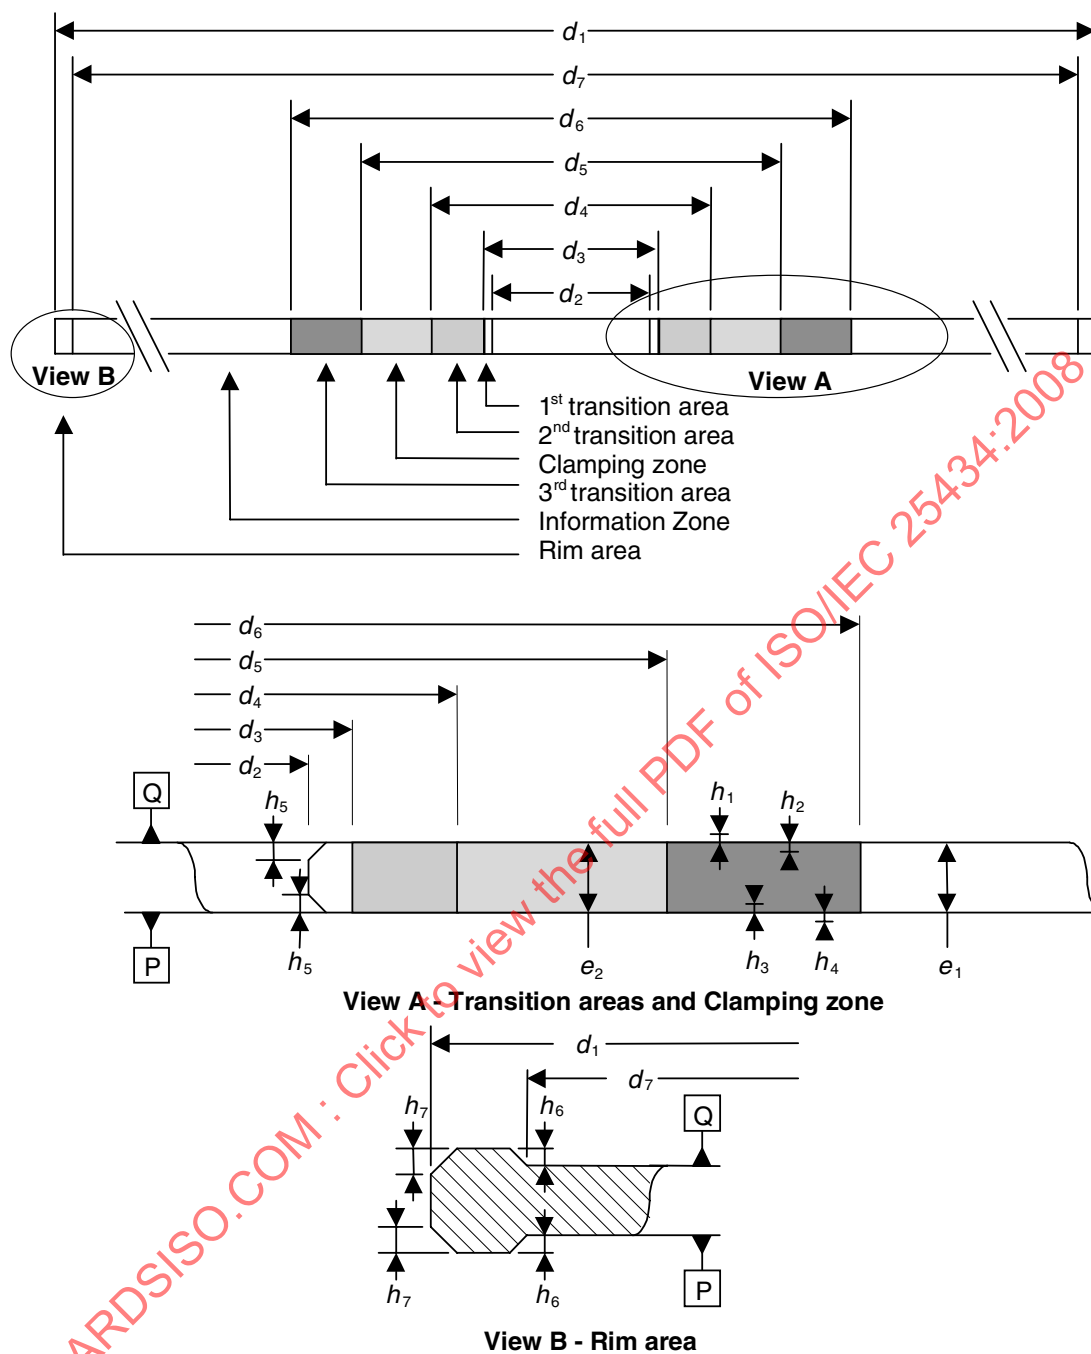 d1
d7
d6
d5
d4
d3
d2
View B
View A
1st transition area
2nd transition area
Clamping zone
3rd transition area
Information Zone
Rim area
d6
d5
d4
d3
d2
Q
h5
h1
h2
P
h5
e2
h3
h4
e1
View A - Transition areas and Clamping zone
d1
d7
h7
h6
Q
h7
h6
P
View B - Rim area
ARDSISO.COM : Click to view the full PDF of ISO/IEC 25434:2008